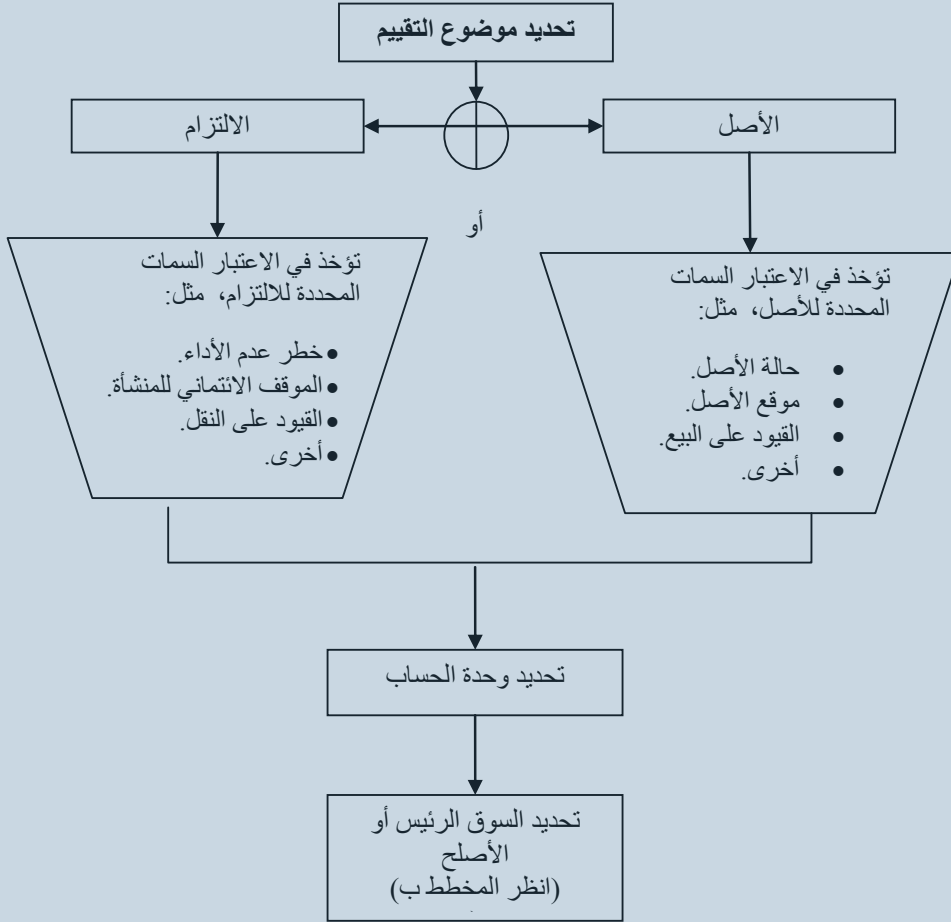 تحديد موضوع التقييم
الأصل
الالتزام
أو
تؤخذ في الاعتبار السمات
المحددة للأصل، مثل:
• حالة الأصل.
• موقع الأصل.
• القيود على البيع.
• أخرى.
تؤخذ في الاعتبار السمات
المحددة للالتزام، مثل:
• خطر عدم الأداء.
• الموقف الائتماني للمنشأة.
• القيود على النقل.
• أخرى.
تحديد وحدة الحساب
تحديد السوق الرئيس أو
الأصلح
(انظر المخطط ب)
.